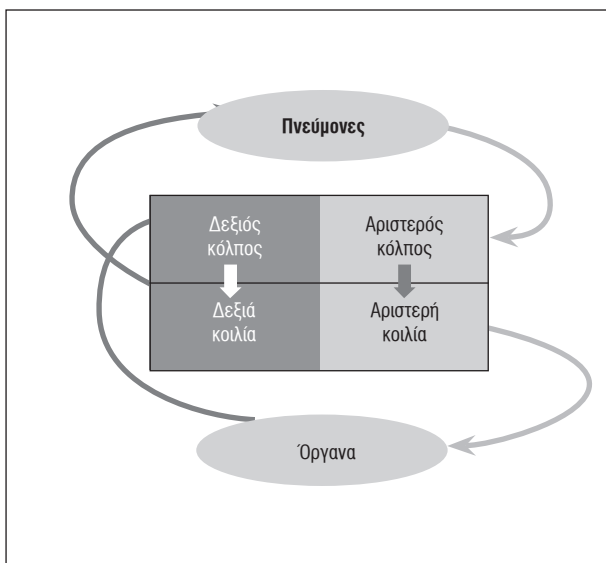 Πνεύμονες
Δεξιός
κόλπος
Αριστερός
κόλπος
Δεξιά
κοιλία
Αριστερή
κοιλία
Όργανα